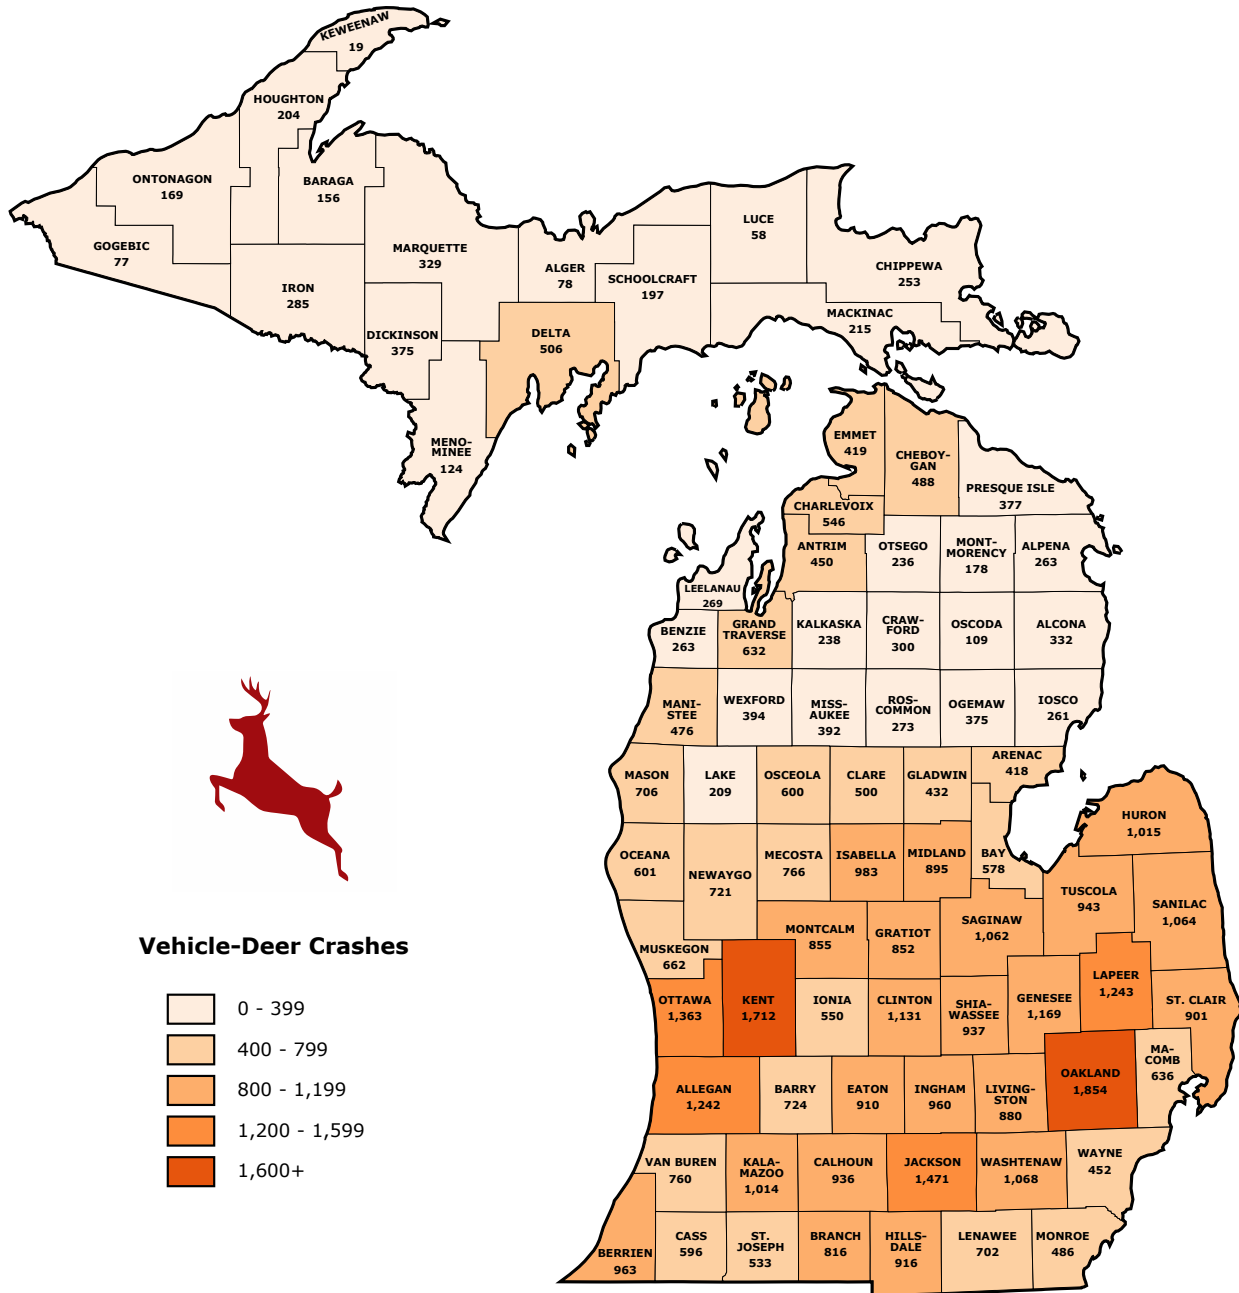 KEWEENAW
19
HOUGHTON
204
ONTONAGON
169
BARAGA
156
GOGEBIC
77
MARQUETTE
329
LUCE
58
ALGER
78
SCHOOLCRAFT
197
CHIPPEWA
253
IRON
285
MACKINAC
215
DICKINSON
375
DELTA
506
MENO-
MINEE
124
EMMET
419
CHEBOY-
GAN
488
PRESQUE ISLE
377
CHARLEVOIX
546
ANTRIM
450
OTSEGO
236
MONT-
MORENCY
178
ALPENA
263
LEELANAU
269
BENZIE
263
GRAND
TRAVERSE
632
KALKASKA
238
CRAW-
FORD
300
OSCODA
109
ALCONA
332
MANI-
STEE
476
WEXFORD
394
MISS-
AUKEE
392
ROS-
COMMON
273
OGEMAW
375
IOSCO
261
MASON
706
LAKE
209
OSCEOLA
600
CLARE
500
GLADWIN
432
ARENAC
418
HURON
1,015
OCEANA
601
NEWAYGO
721
MECOSTA
766
ISABELLA
983
MIDLAND
895
BAY
578
TUSCOLA
943
SANILAC
1,064
MUSKEGON
662
MONTCALM
855
GRATIOT
852
SAGINAW
1,062
OTTAWA
1,363
KENT
1,712
IONIA
550
CLINTON
1,131
SHIA-
WASSEE
937
GENESEE
1,169
LAPEER
1,243
ST. CLAIR
901
ALLEGAN
1,242
BARRY
724
EATON
910
INGHAM
960
LIVING-
STON
880
OAKLAND
1,854
MA-
COMB
636
VAN BUREN
760
KALA-
MAZOO
1,014
CALHOUN
936
JACKSON
1,471
WASHTENAW
1,068
WAYNE
452
BERRIEN
963
CASS
596
ST.
JOSEPH
533
BRANCH
816
HILLS-
DALE
916
LENAWEE
702
MONROE
486
Vehicle-Deer Crashes
0 - 399
400 - 799
800 - 1,199
1,200 - 1,599
1,600+